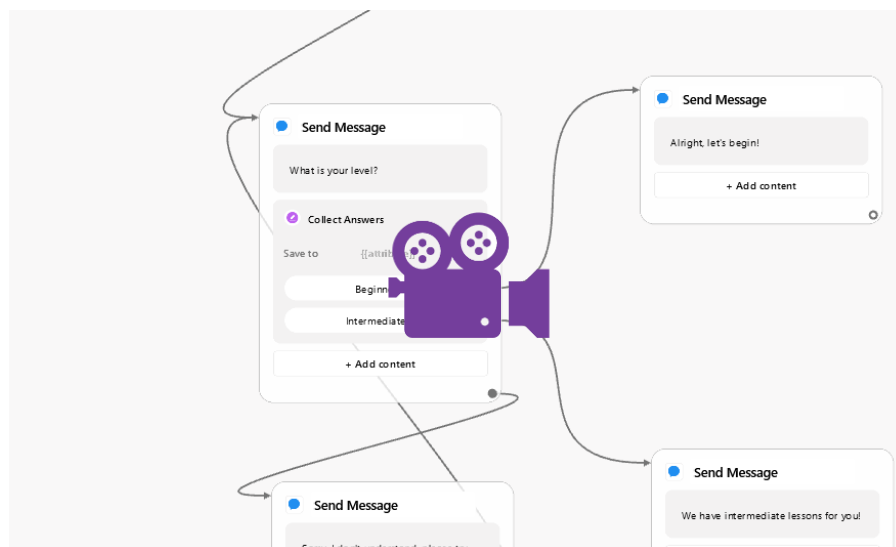 Send Message
What is your level?
Collect Answers
Save to
Intermediate
+ Add content
Send Message
Alright, let's begin!
+ Add content
Send Message
Send Message
We have intermediate lessons for you!